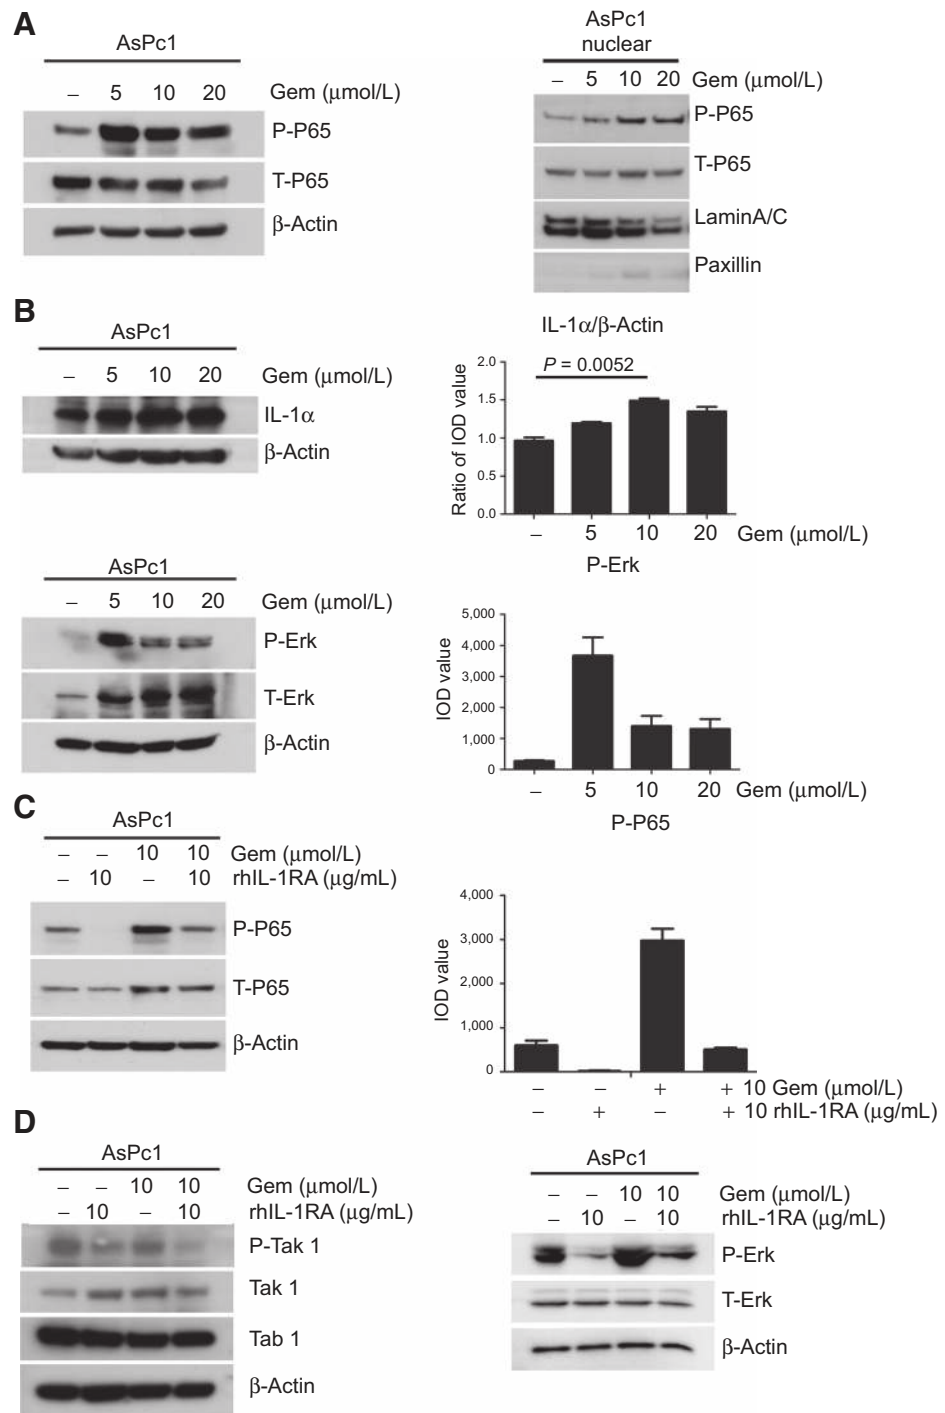 A
AsPc1
– 5 10 20 Gem (μmol/L)
P-P65
T-P65
β-Actin
AsPc1
nuclear
– 5 10 20 Gem (μmol/L)
P-P65
T-P65
LaminA/C
Paxillin
B
AsPc1
– 5 10 20 Gem (μmol/L)
IL-1α
β-Actin
IL-1α/β-Actin
P = 0.0052
Ratio of IOD value
2.0
1.5
1.0
0.5
0.0
– 5 10 20 Gem (μmol/L)
AsPc1
– 5 10 20 Gem (μmol/L)
P-Erk
T-Erk
β-Actin
P-Erk
IOD value
5,000
4,000
3,000
2,000
1,000
0
– 5 10 20 Gem (μmol/L)
C
AsPc1
– – 10 10 Gem (μmol/L)
– 10 – 10 rhIL-1RA (μg/mL)
P-P65
T-P65
β-Actin
P-P65
IOD value
4,000
3,000
2,000
1,000
0
– – + + 10 Gem (μmol/L)
– + – + 10 rhIL-1RA (μg/mL)
D
AsPc1
– – 10 10 Gem (μmol/L)
– 10 – 10 rhIL-1RA (μg/mL)
P-Tak 1
Tak 1
Tab 1
β-Actin
AsPc1
– – 10 10 Gem (μmol/L)
– 10 – 10 rhIL-1RA (μg/mL)
P-Erk
T-Erk
β-Actin